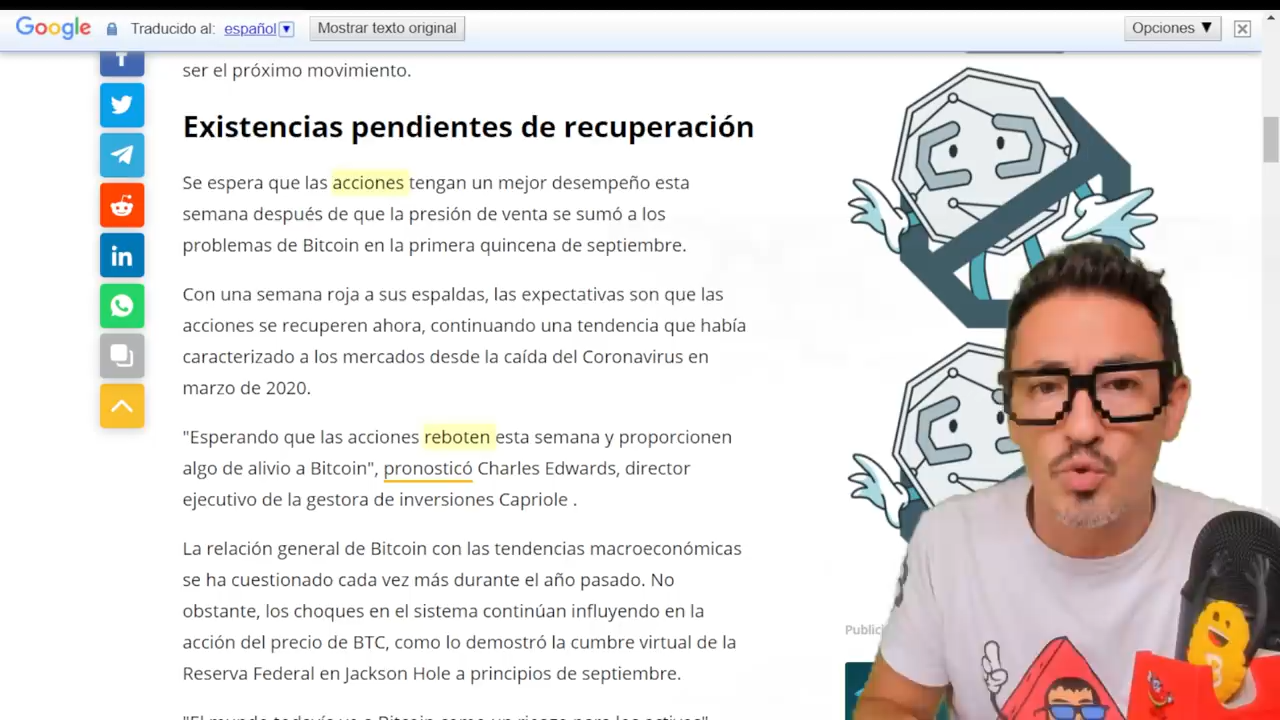 Google Traducido al: español Mostrar texto original Opciones ▼
ser el próximo movimiento.
Existencias pendientes de recuperación
Se espera que las acciones tengan un mejor desempeño esta
semana después de que la presión de venta se sumó a los
problemas de Bitcoin en la primera quincena de septiembre.
Con una semana roja a sus espaldas, las expectativas son que las
acciones se recuperen ahora, continuando una tendencia que había
caracterizado a los mercados desde la caída del Coronavirus en
marzo de 2020.
"Esperando que las acciones reboten esta semana y proporcionen
algo de alivio a Bitcoin", pronosticó Charles Edwards, director
ejecutivo de la gestora de inversiones Capriole .
La relación general de Bitcoin con las tendencias macroeconómicas
se ha cuestionado cada vez más durante el año pasado. No
obstante, los choques en el sistema continúan influyendo en la
acción del precio de BTC, como lo demostró la cumbre virtual de la
Reserva Federal en Jackson Hole a principios de septiembre.